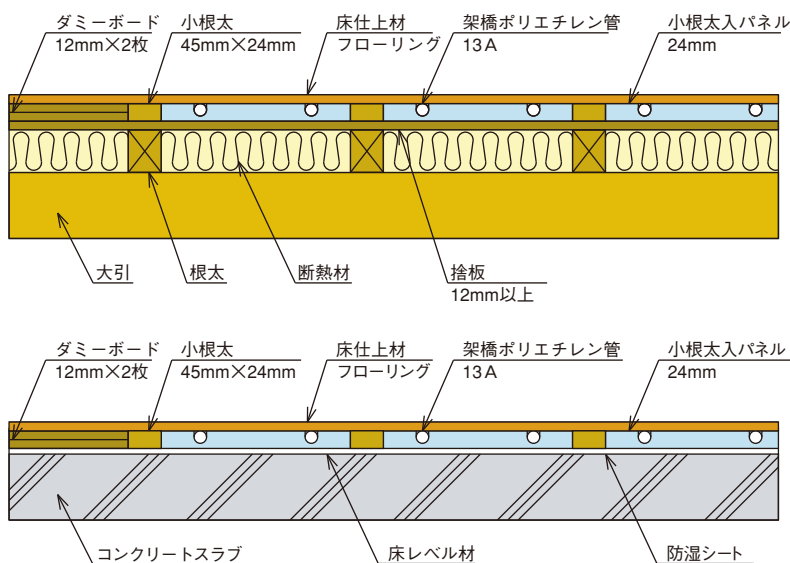 ダミーボード
12mm×2枚
小根太
45mm×24mm
床仕上材
フローリング
架橋ポリエチレン管
13A
小根太入パネル
24mm
大引
根太
断熱材
捨板
12mm以上
ダミーボード
12mm×2枚
小根太
45mm×24mm
床仕上材
フローリング
架橋ポリエチレン管
13A
小根太入パネル
24mm
コンクリートスラブ
床レベル材
防湿シート